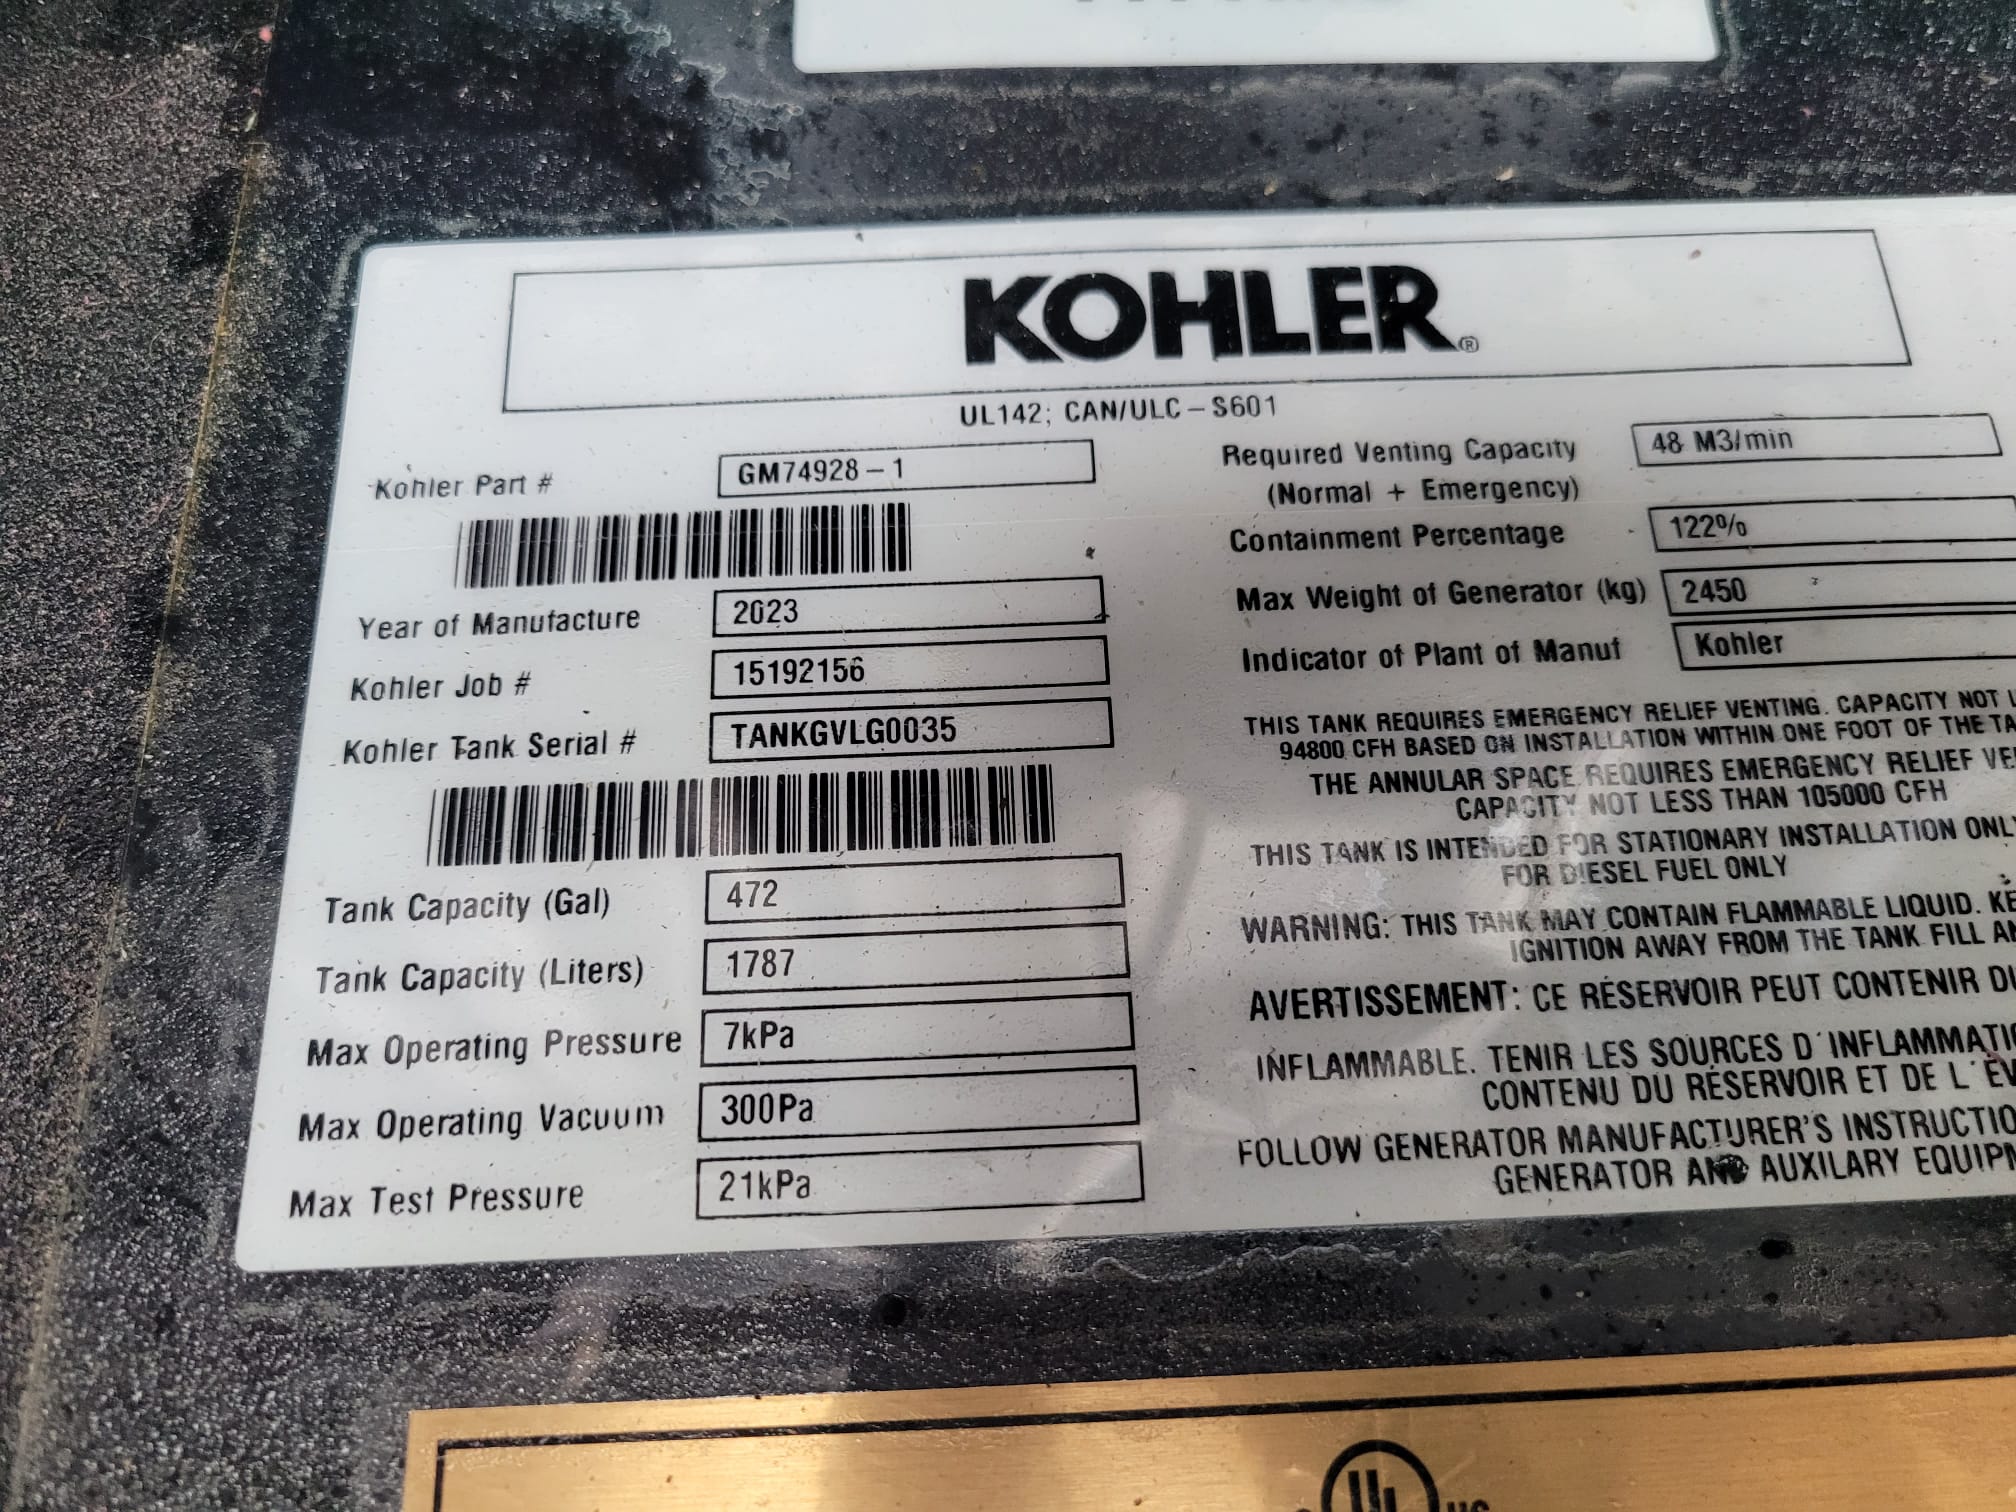 KOHLER®
UL142; CAN/ULC – S601
Kohler Part # GM74928 – 1
Year of Manufacture 2023
Kohler Job # 15192156
Kohler Tank Serial # TANKGVLG0035
Tank Capacity (Gal) 472
Tank Capacity (Liters) 1787
Max Operating Pressure 7kPa
Max Operating Vacuum 300Pa
Max Test Pressure 21kPa
Required Venting Capacity 48 M3/min
(Normal + Emergency)
Containment Percentage 122%
Max Weight of Generator (kg) 2450
Indicator of Plant of Manuf Kohler
THIS TANK REQUIRES EMERGENCY RELIEF VENTING. CAPACITY NOT
94800 CFH BASED ON INSTALLATION WITHIN ONE FOOT OF THE
THE ANNULAR SPACE REQUIRES EMERGENCY RELIEF
CAPACITY NOT LESS THAN 105000 CFH
THIS TANK IS INTENDED FOR STATIONARY INSTALLATION
FOR DIESEL FUEL ONLY
WARNING: THIS TANK MAY CONTAIN FLAMMABLE LIQUID.
IGNITION AWAY FROM THE TANK FILL
AVERTISSEMENT: CE RÉSERVOIR PEUT CONTENIR
INFLAMMABLE. TENIR LES SOURCES
CONTENU DU RÉSERVOIR ET DE
FOLLOW GENERATOR MANUFACTURER'S
GENERATOR AND AUXILARY
UL